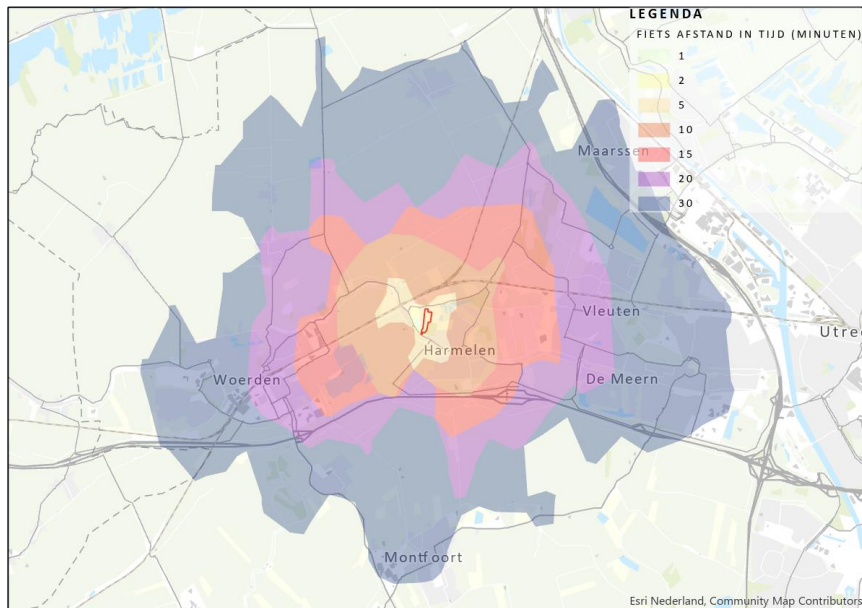 LEGENDA
FIETS AFSTAND IN TIJD (MINUTEN)
1
2
5
10
15
20
30
Maarssen
Vleuten
Utrec
Harmelen
Woerden
De Meern
Montfoort
Esri Nederland, Community Map Contributors